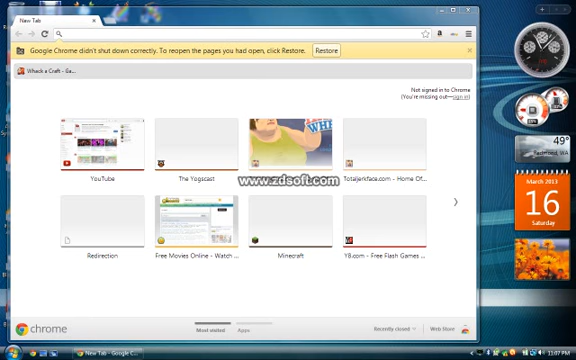 New Tab
Google Chrome didn't shut down correctly. To reopen the pages you had open, click Restore.
Restore
Whack a Craft - Ga...
Not signed in to Chrome
(You're missing out—sign in)
YouTube
The Yogscast
www.zdsoft.com
Totaljerkface.com - Home Of...
Redirection
Free Movies Online - Watch ...
Minecraft
Y8.com - Free Flash Games ...
chrome
Most visited
Apps
Recently closed
Web Store
49°
Redmond, WA
March 2013
16
Saturday
New Tab - Google C...
11:07 PM